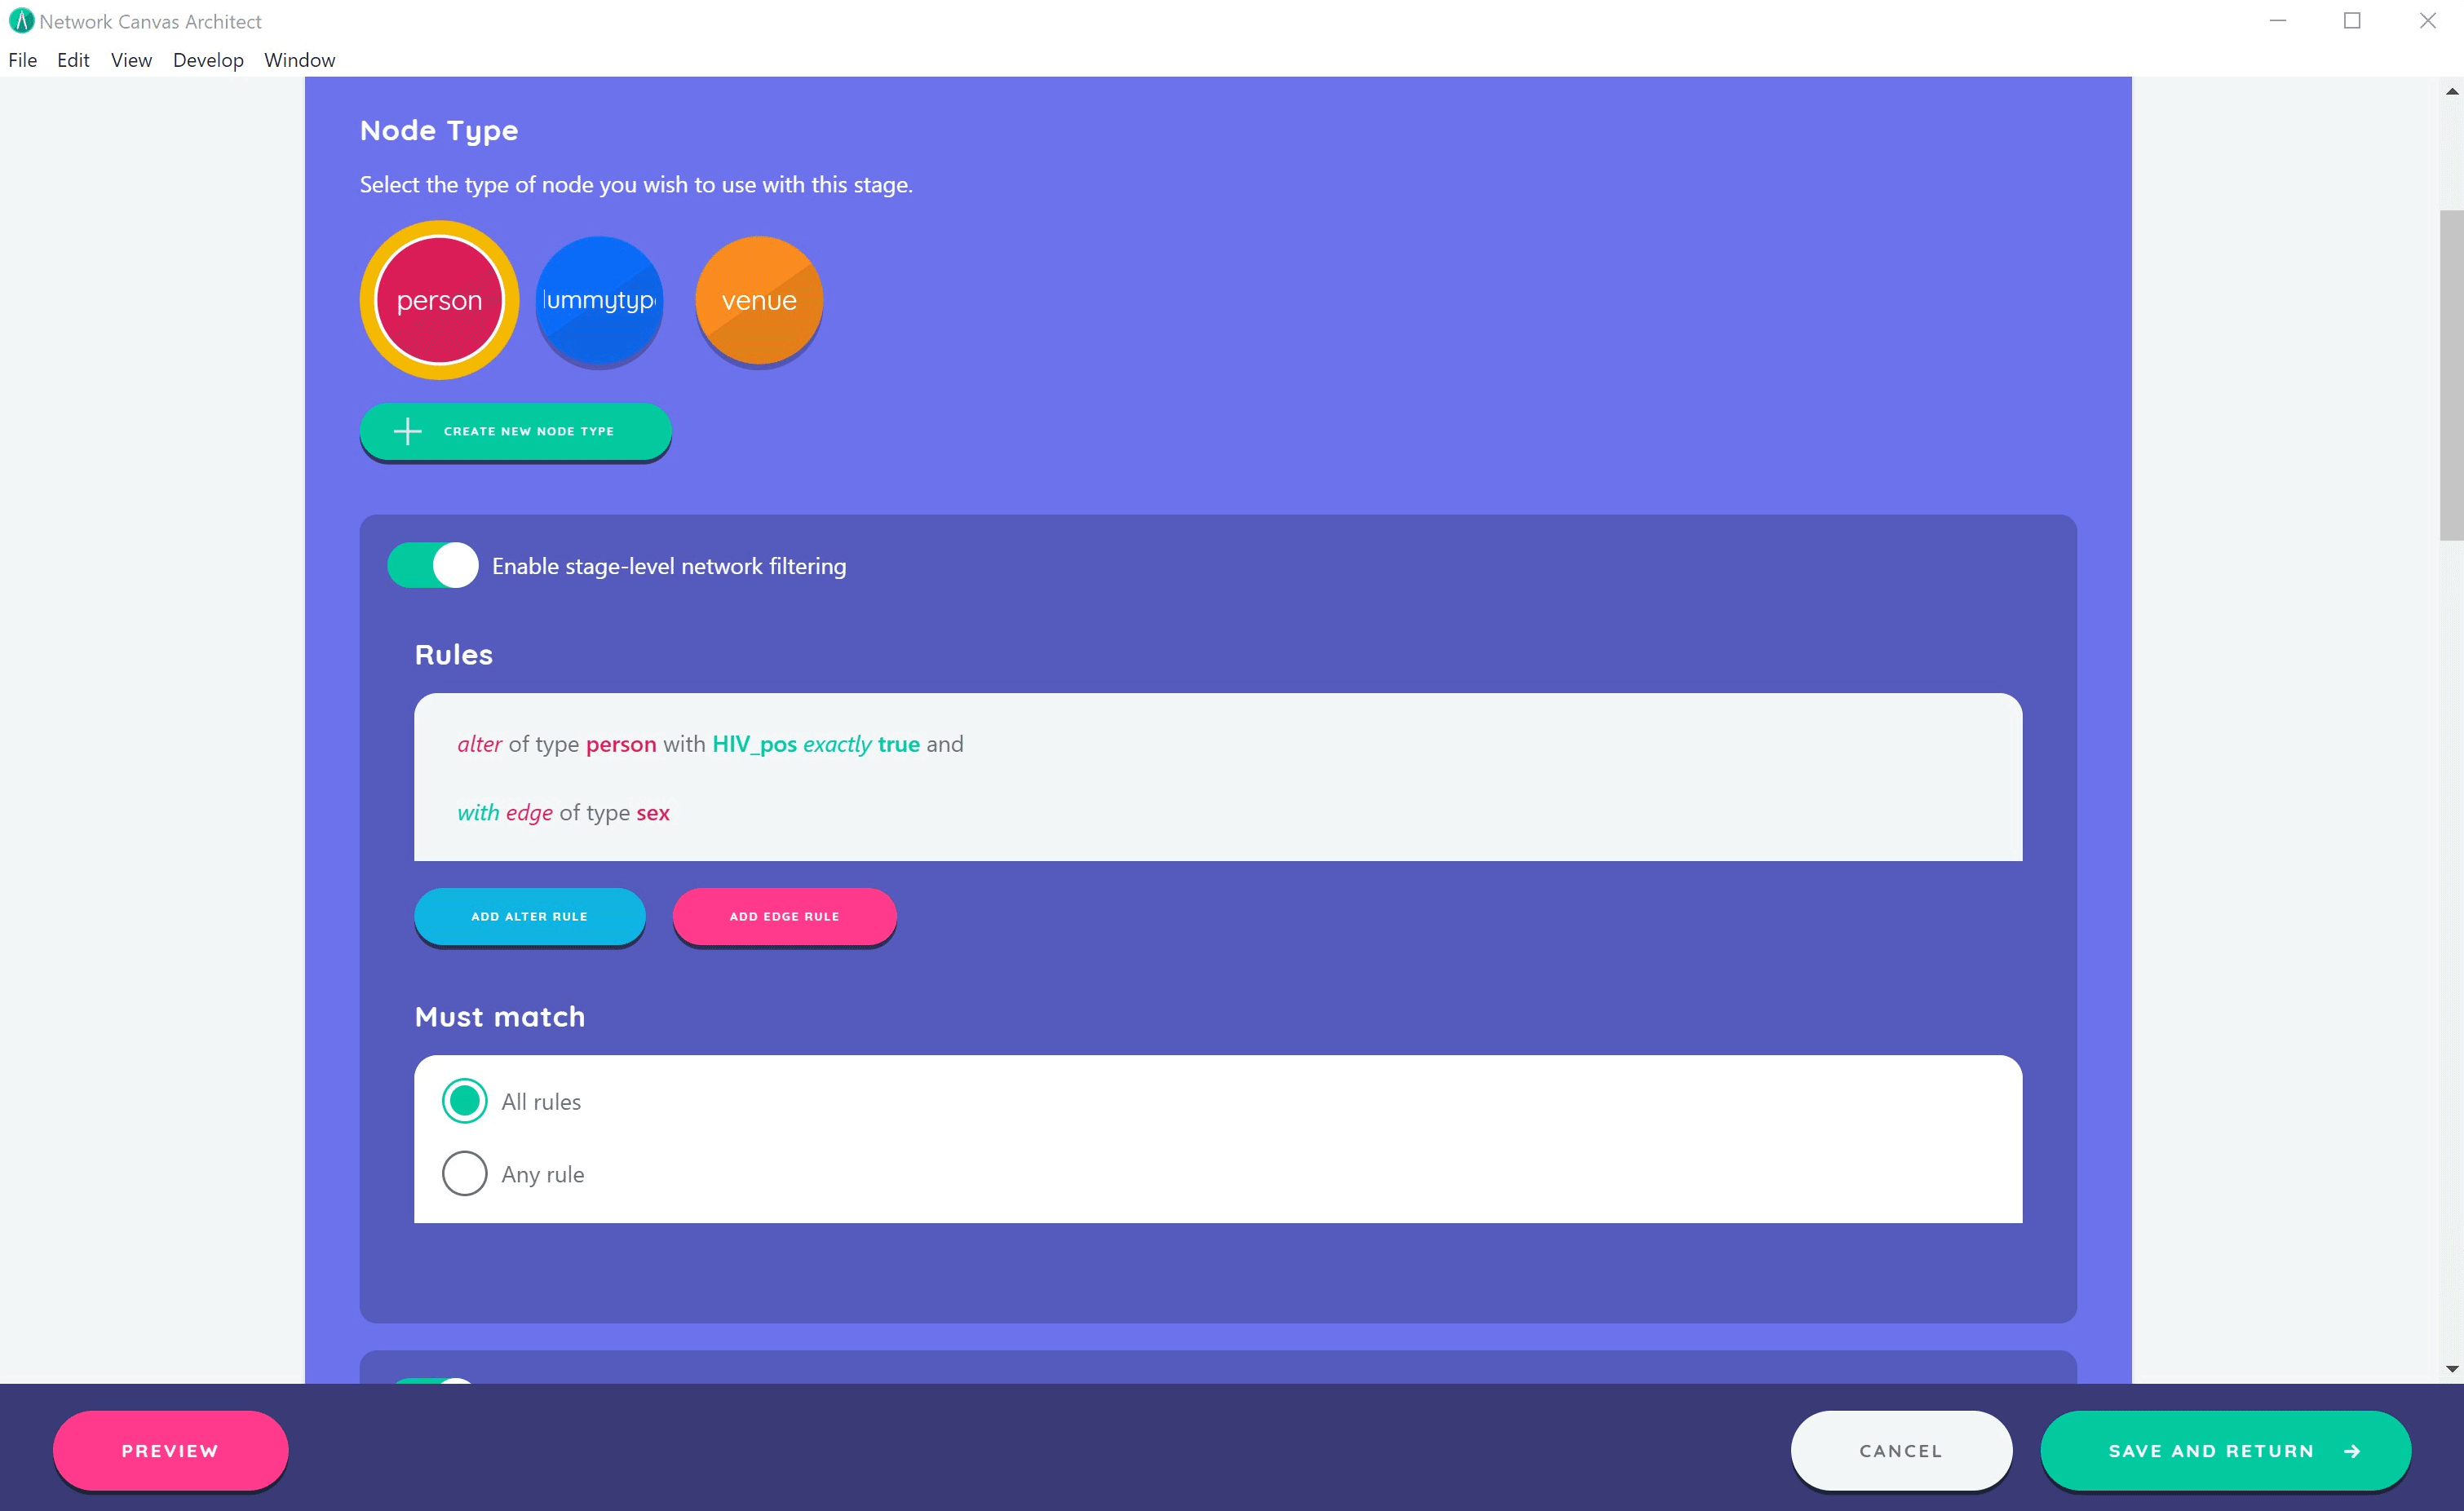 Network Canvas Architect
File Edit View Develop Window
Node Type
Select the type of node you wish to use with this stage.
person
ummytyp
venue
CREATE NEW NODE TYPE
Enable stage-level network filtering
Rules
alter of type person with HIV_pos exactly true and
with edge of type sex
ADD ALTER RULE
ADD EDGE RULE
Must match
All rules
Any rule
PREVIEW
CANCEL
SAVE AND RETURN